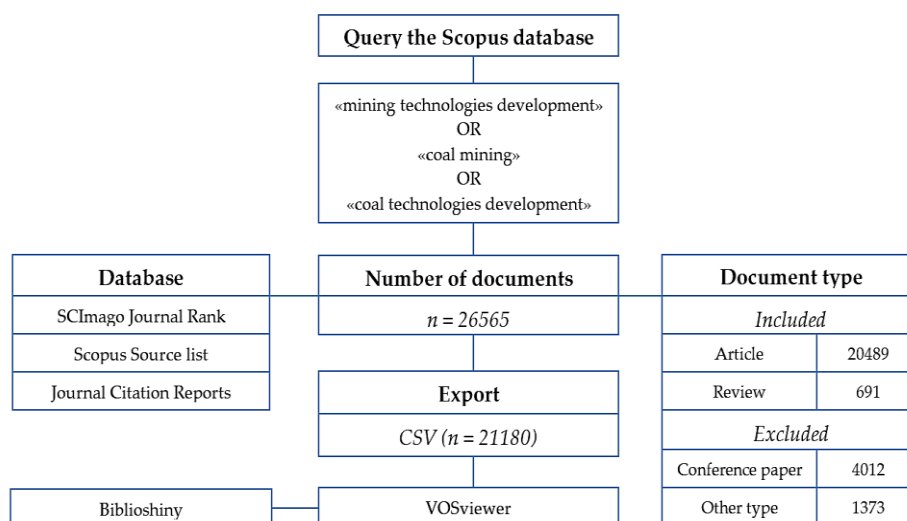 Query the Scopus database
«mining technologies development»
OR
«coal mining»
OR
«coal technologies development»
Database
SCImago Journal Rank
Scopus Source list
Journal Citation Reports
Number of documents
n = 26565
Export
CSV (n = 21180)
Biblioshiny
VOSviewer
Document type
Included
Article 20489
Review 691
Excluded
Conference paper 4012
Other type 1373